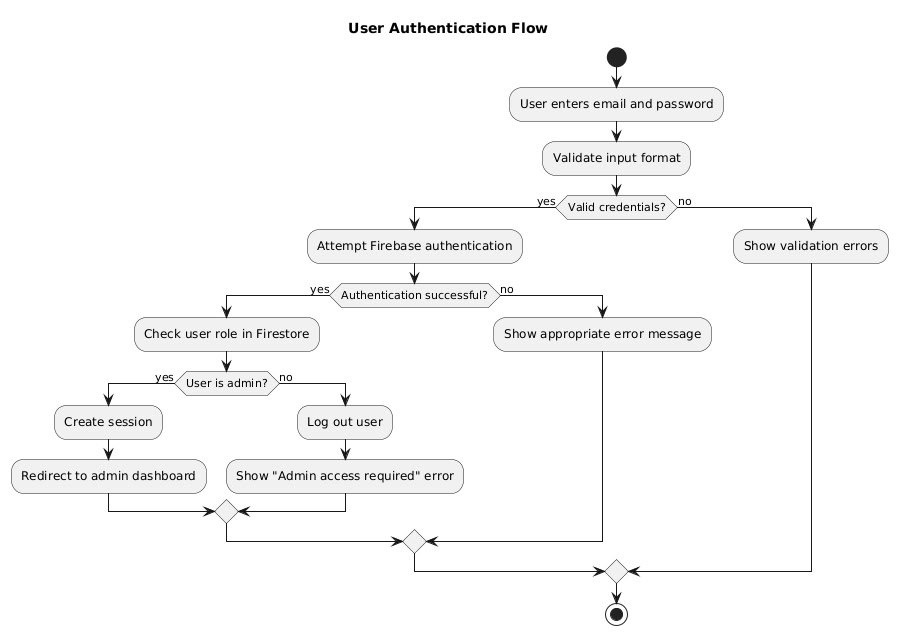 User Authentication Flow
User enters email and password
Validate input format
yes
Valid credentials?
no
Attempt Firebase authentication
Show validation errors
yes
Authentication successful?
no
Check user role in Firestore
Show appropriate error message
yes
User is admin?
no
Create session
Log out user
Redirect to admin dashboard
Show "Admin access required" error